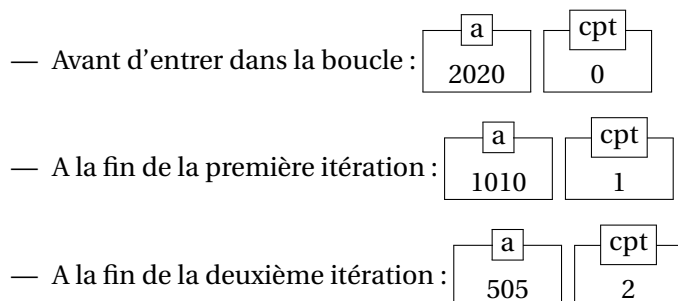 a cpt
— Avant d'entrer dans la boucle : 2020 0
a cpt
— A la fin de la première itération : 1010 1
a cpt
— A la fin de la deuxième itération : 505 2